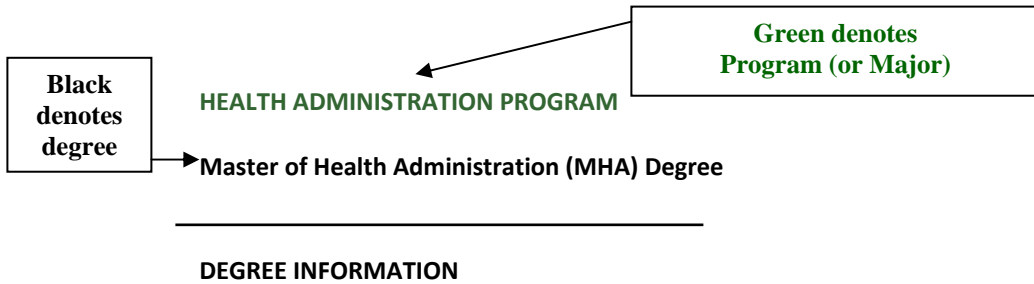 Green denotes
Program (or Major)
Black
denotes
degree
HEALTH ADMINISTRATION PROGRAM
Master of Health Administration (MHA) Degree
DEGREE INFORMATION